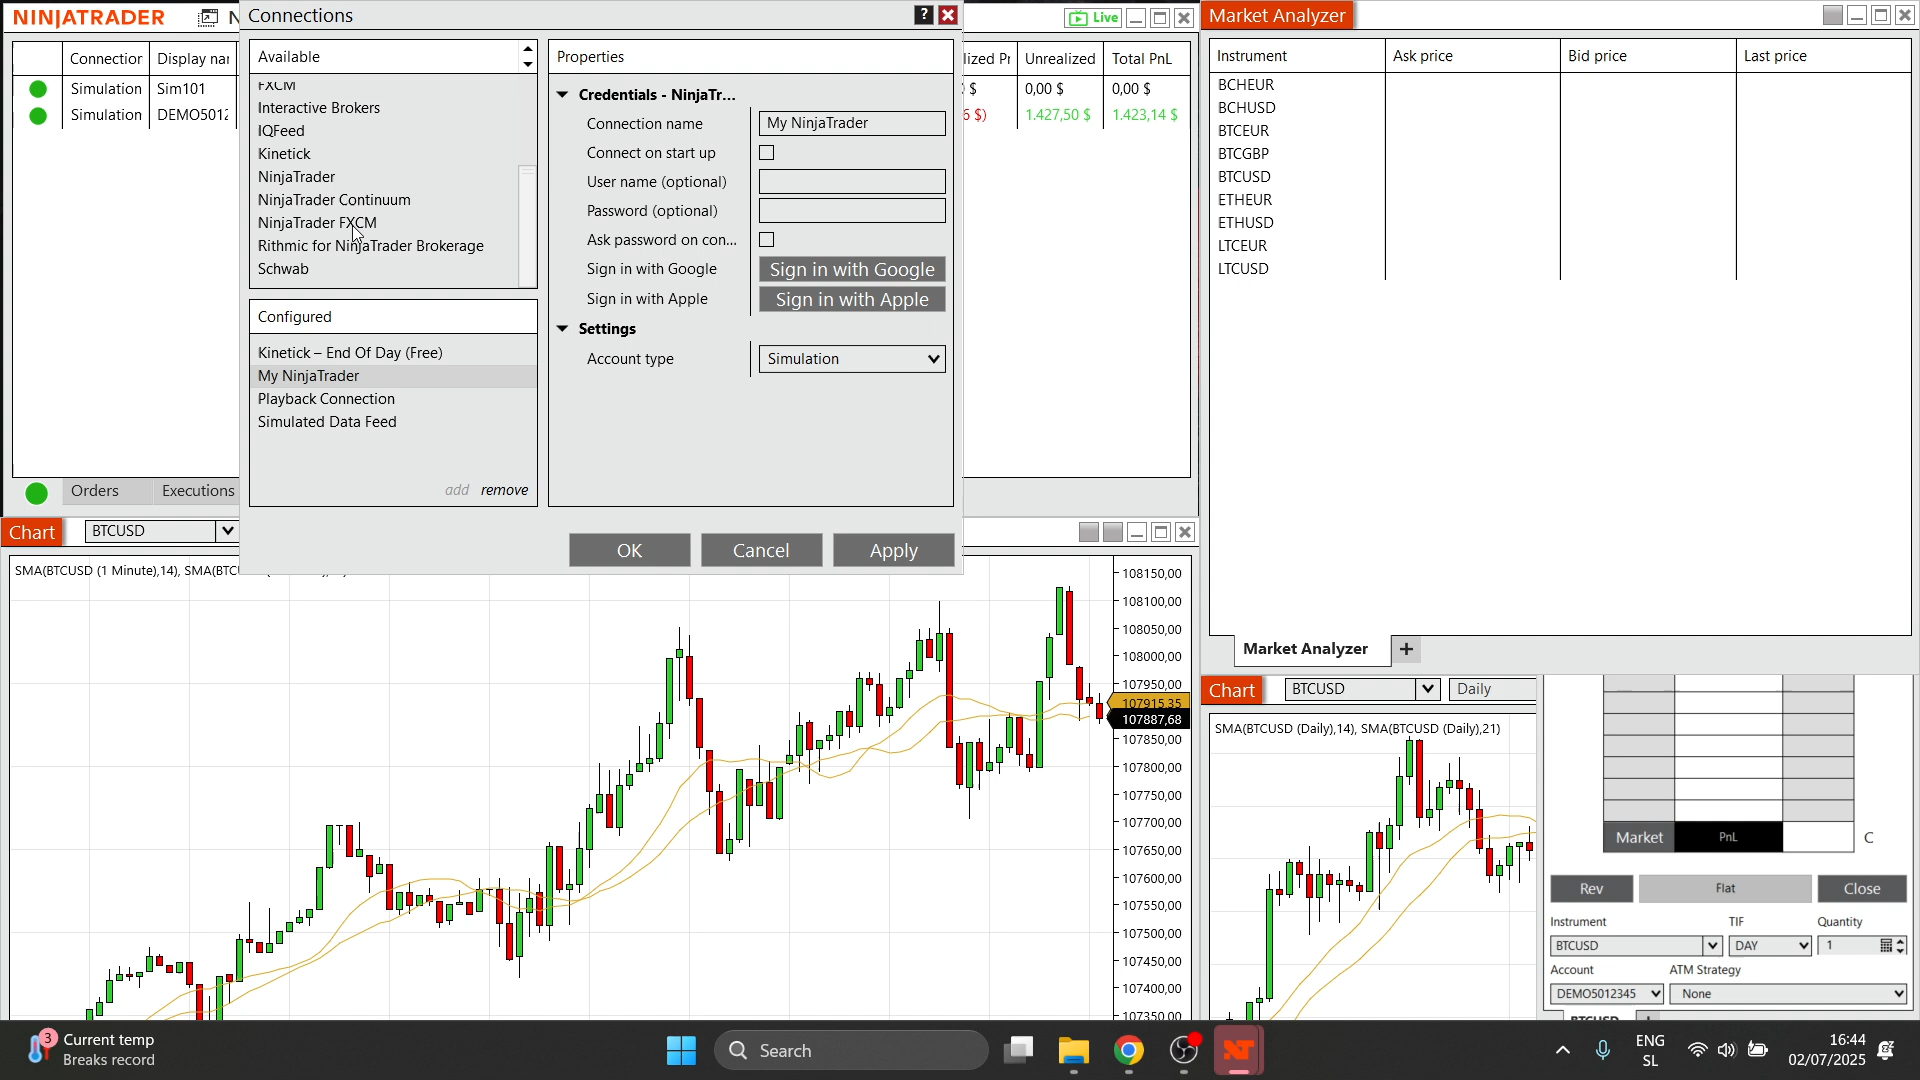 NINJATRADER
N
Connections
?
Live
Market Analyzer
Connection
Display nar
Available
Properties
lized Pr
Unrealized
Total PnL
Simulation
Sim101
0,00 $
0,00 $
Simulation
DEMO5012
6 $)
1.427,50 $
1.423,14 $
FXCM
Interactive Brokers
IQFeed
Kinetick
NinjaTrader
NinjaTrader Continuum
NinjaTrader FXCM
Rithmic for NinjaTrader Brokerage
Schwab
Configured
Kinetick – End Of Day (Free)
My NinjaTrader
Playback Connection
Simulated Data Feed
add
remove
Credentials - NinjaTr...
Connection name
My NinjaTrader
Connect on start up
User name (optional)
Password (optional)
Ask password on con...
Sign in with Google
Sign in with Google
Sign in with Apple
Sign in with Apple
Settings
Account type
Simulation
OK
Cancel
Apply
Orders
Executions
Instrument
Ask price
Bid price
Last price
BCHEUR
BCHUSD
BTCEUR
BTCGBP
BTCUSD
ETHEUR
ETHUSD
LTCEUR
LTCUSD
Market Analyzer
+
Chart
BTCUSD
SMA(BTCUSD (1 Minute),14), SMA(BTC
108150,00
108100,00
108050,00
108000,00
107950,00
107915,35
107887,68
107850,00
107800,00
107750,00
107700,00
107650,00
107600,00
107550,00
107500,00
107450,00
107400,00
107350,00
Chart
BTCUSD
Daily
SMA(BTCUSD (Daily),14), SMA(BTCUSD (Daily),21)
Market
PnL
C
Rev
Flat
Close
Instrument
TIF
Quantity
BTCUSD
DAY
1
Account
ATM Strategy
DEMO5012345
None
BTCUSD
+
3
Current temp
Breaks record
Search
ENG
SL
16:44
02/07/2025